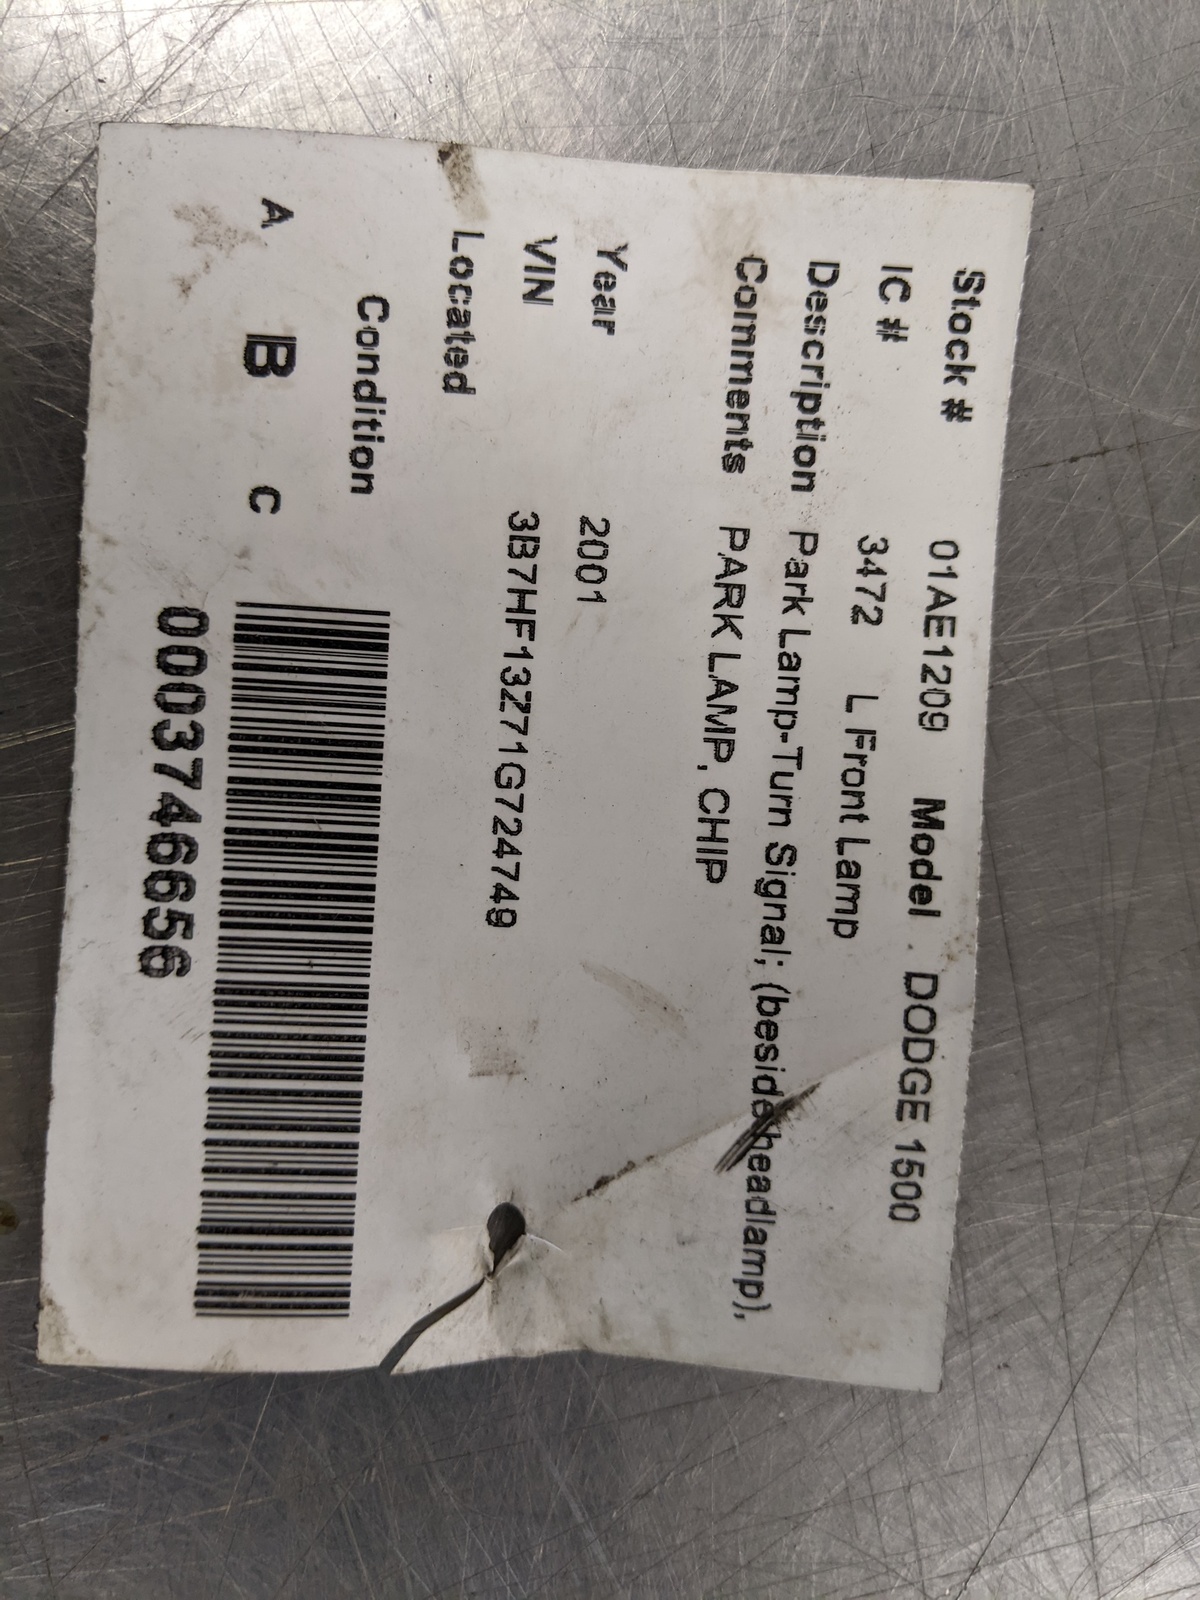 Stock # 01AE1209 Model . DODGE 1500
IC # 3472 L Front Lamp
Description Park Lamp-Turn Signal; (beside headlamp),
Comments PARK LAMP, CHIP
Year 2001
VIN 3B7HF13Z71G724749
Located
Condition
A B C
0003746656